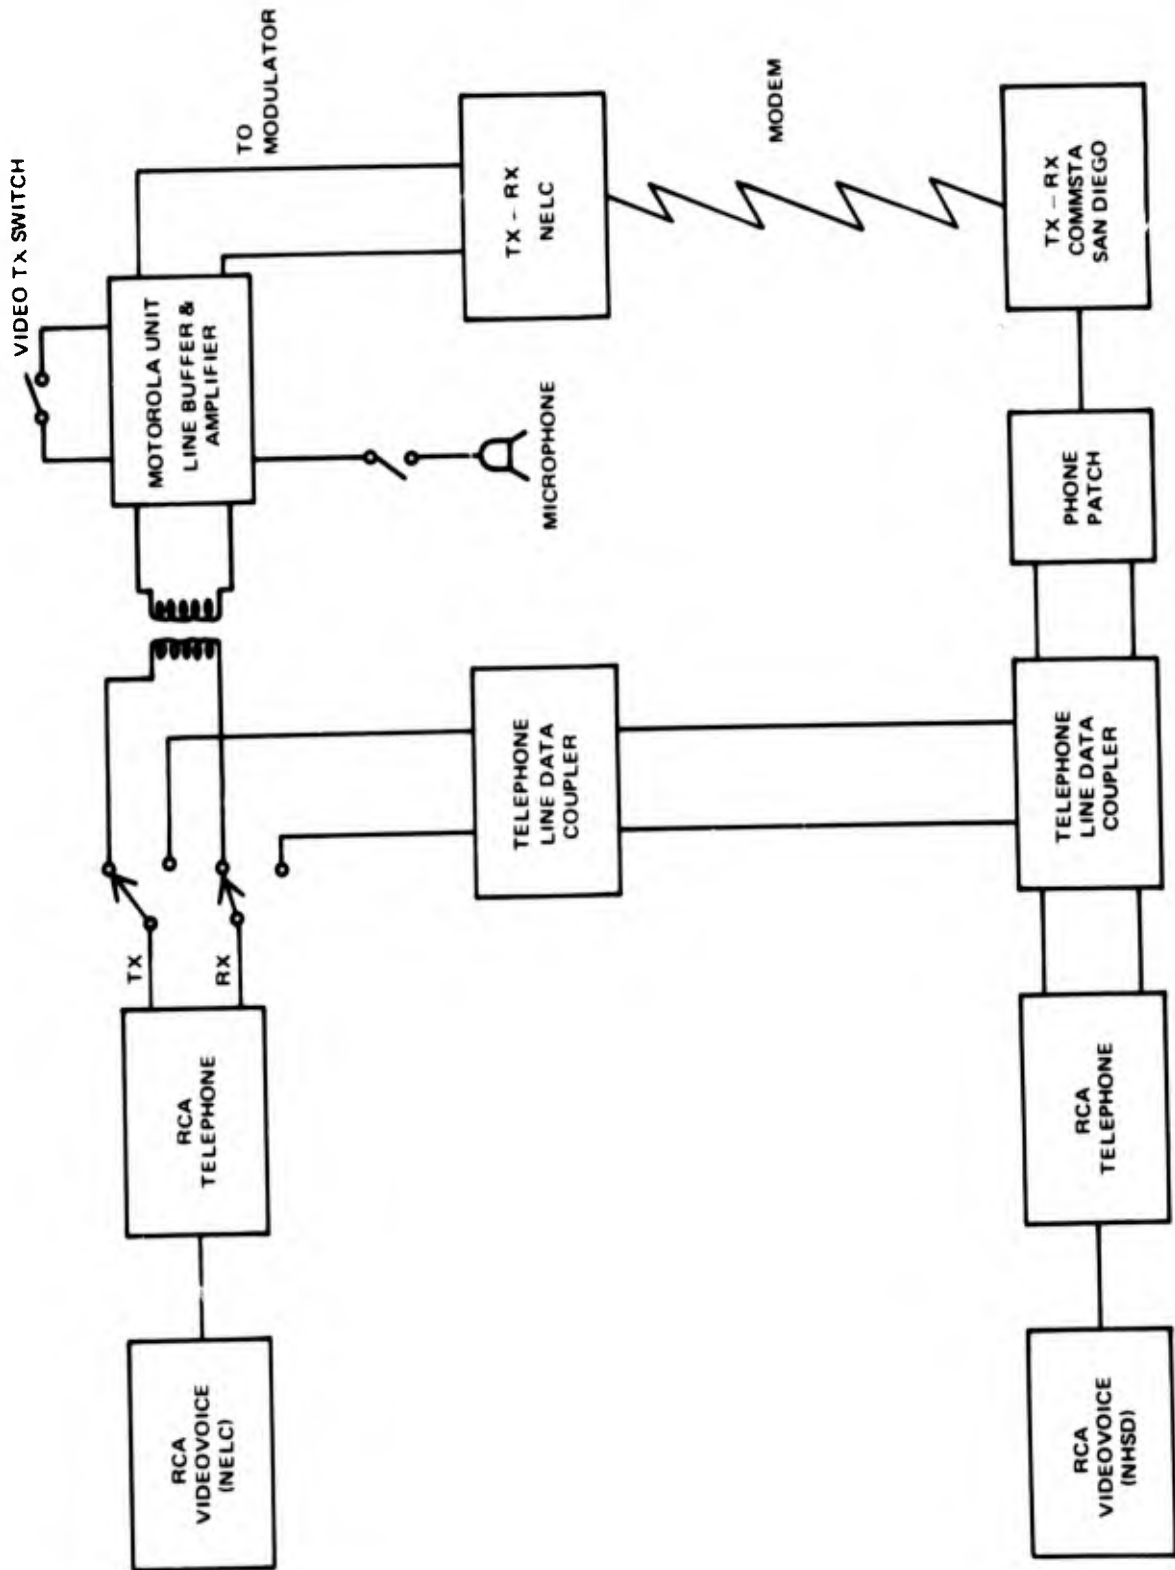 RCA
VIDEOVOICE
(NELC)
RCA
TELEPHONE
TX
RX
MOTOROLA UNIT
LINE BUFFER &
AMPLIFIER
VIDEO TX SWITCH
TO
MODULATOR
MICROPHONE
TELEPHONE
LINE DATA
COUPLER
TX – RX
NELC
MODEM
RCA
VIDEOVOICE
(NHSD)
RCA
TELEPHONE
TELEPHONE
LINE DATA
COUPLER
PHONE
PATCH
TX – RX
COMMSTA
SAN DIEGO